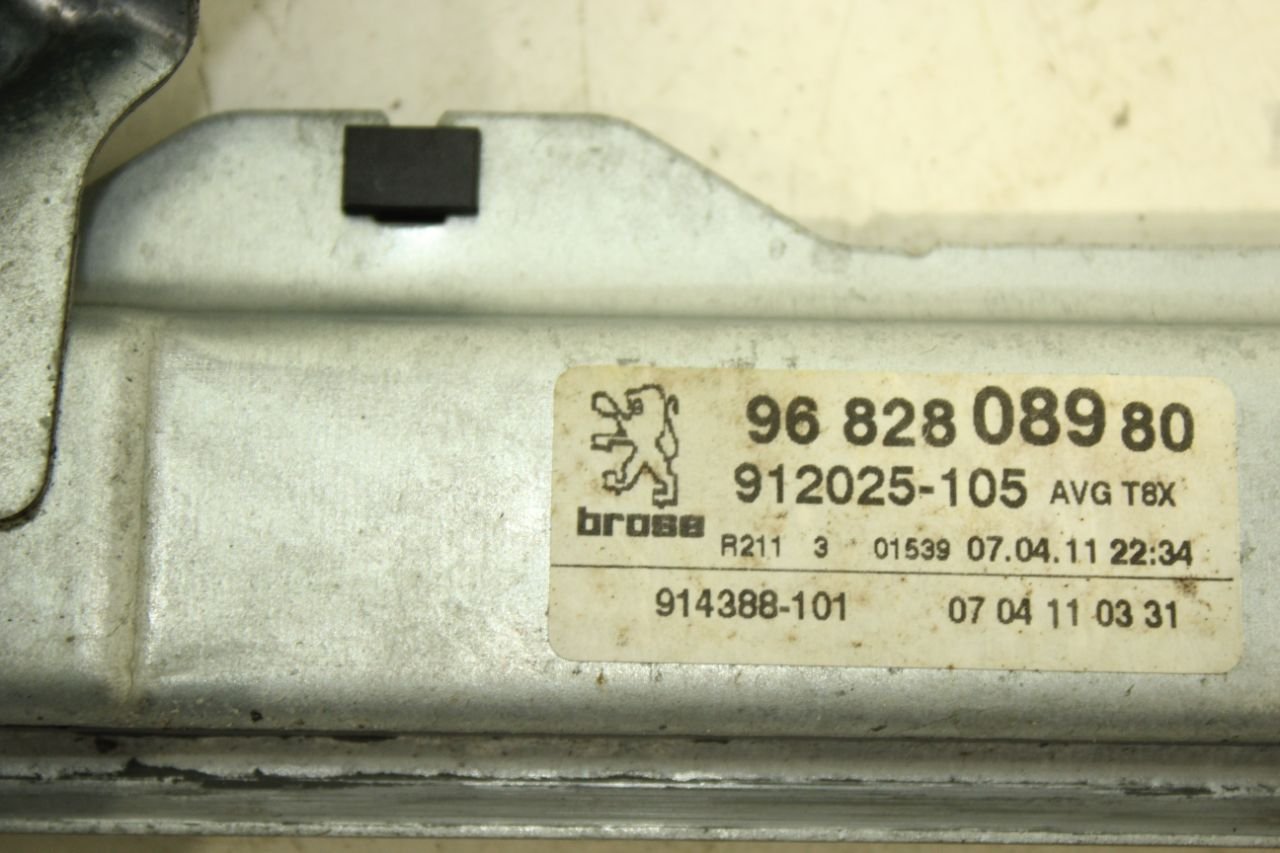 96 828 089 80
912025-105 AVG T8X
brose
R211 3 01539 07.04.11 22:34
914388-101 07 04 11 03 31